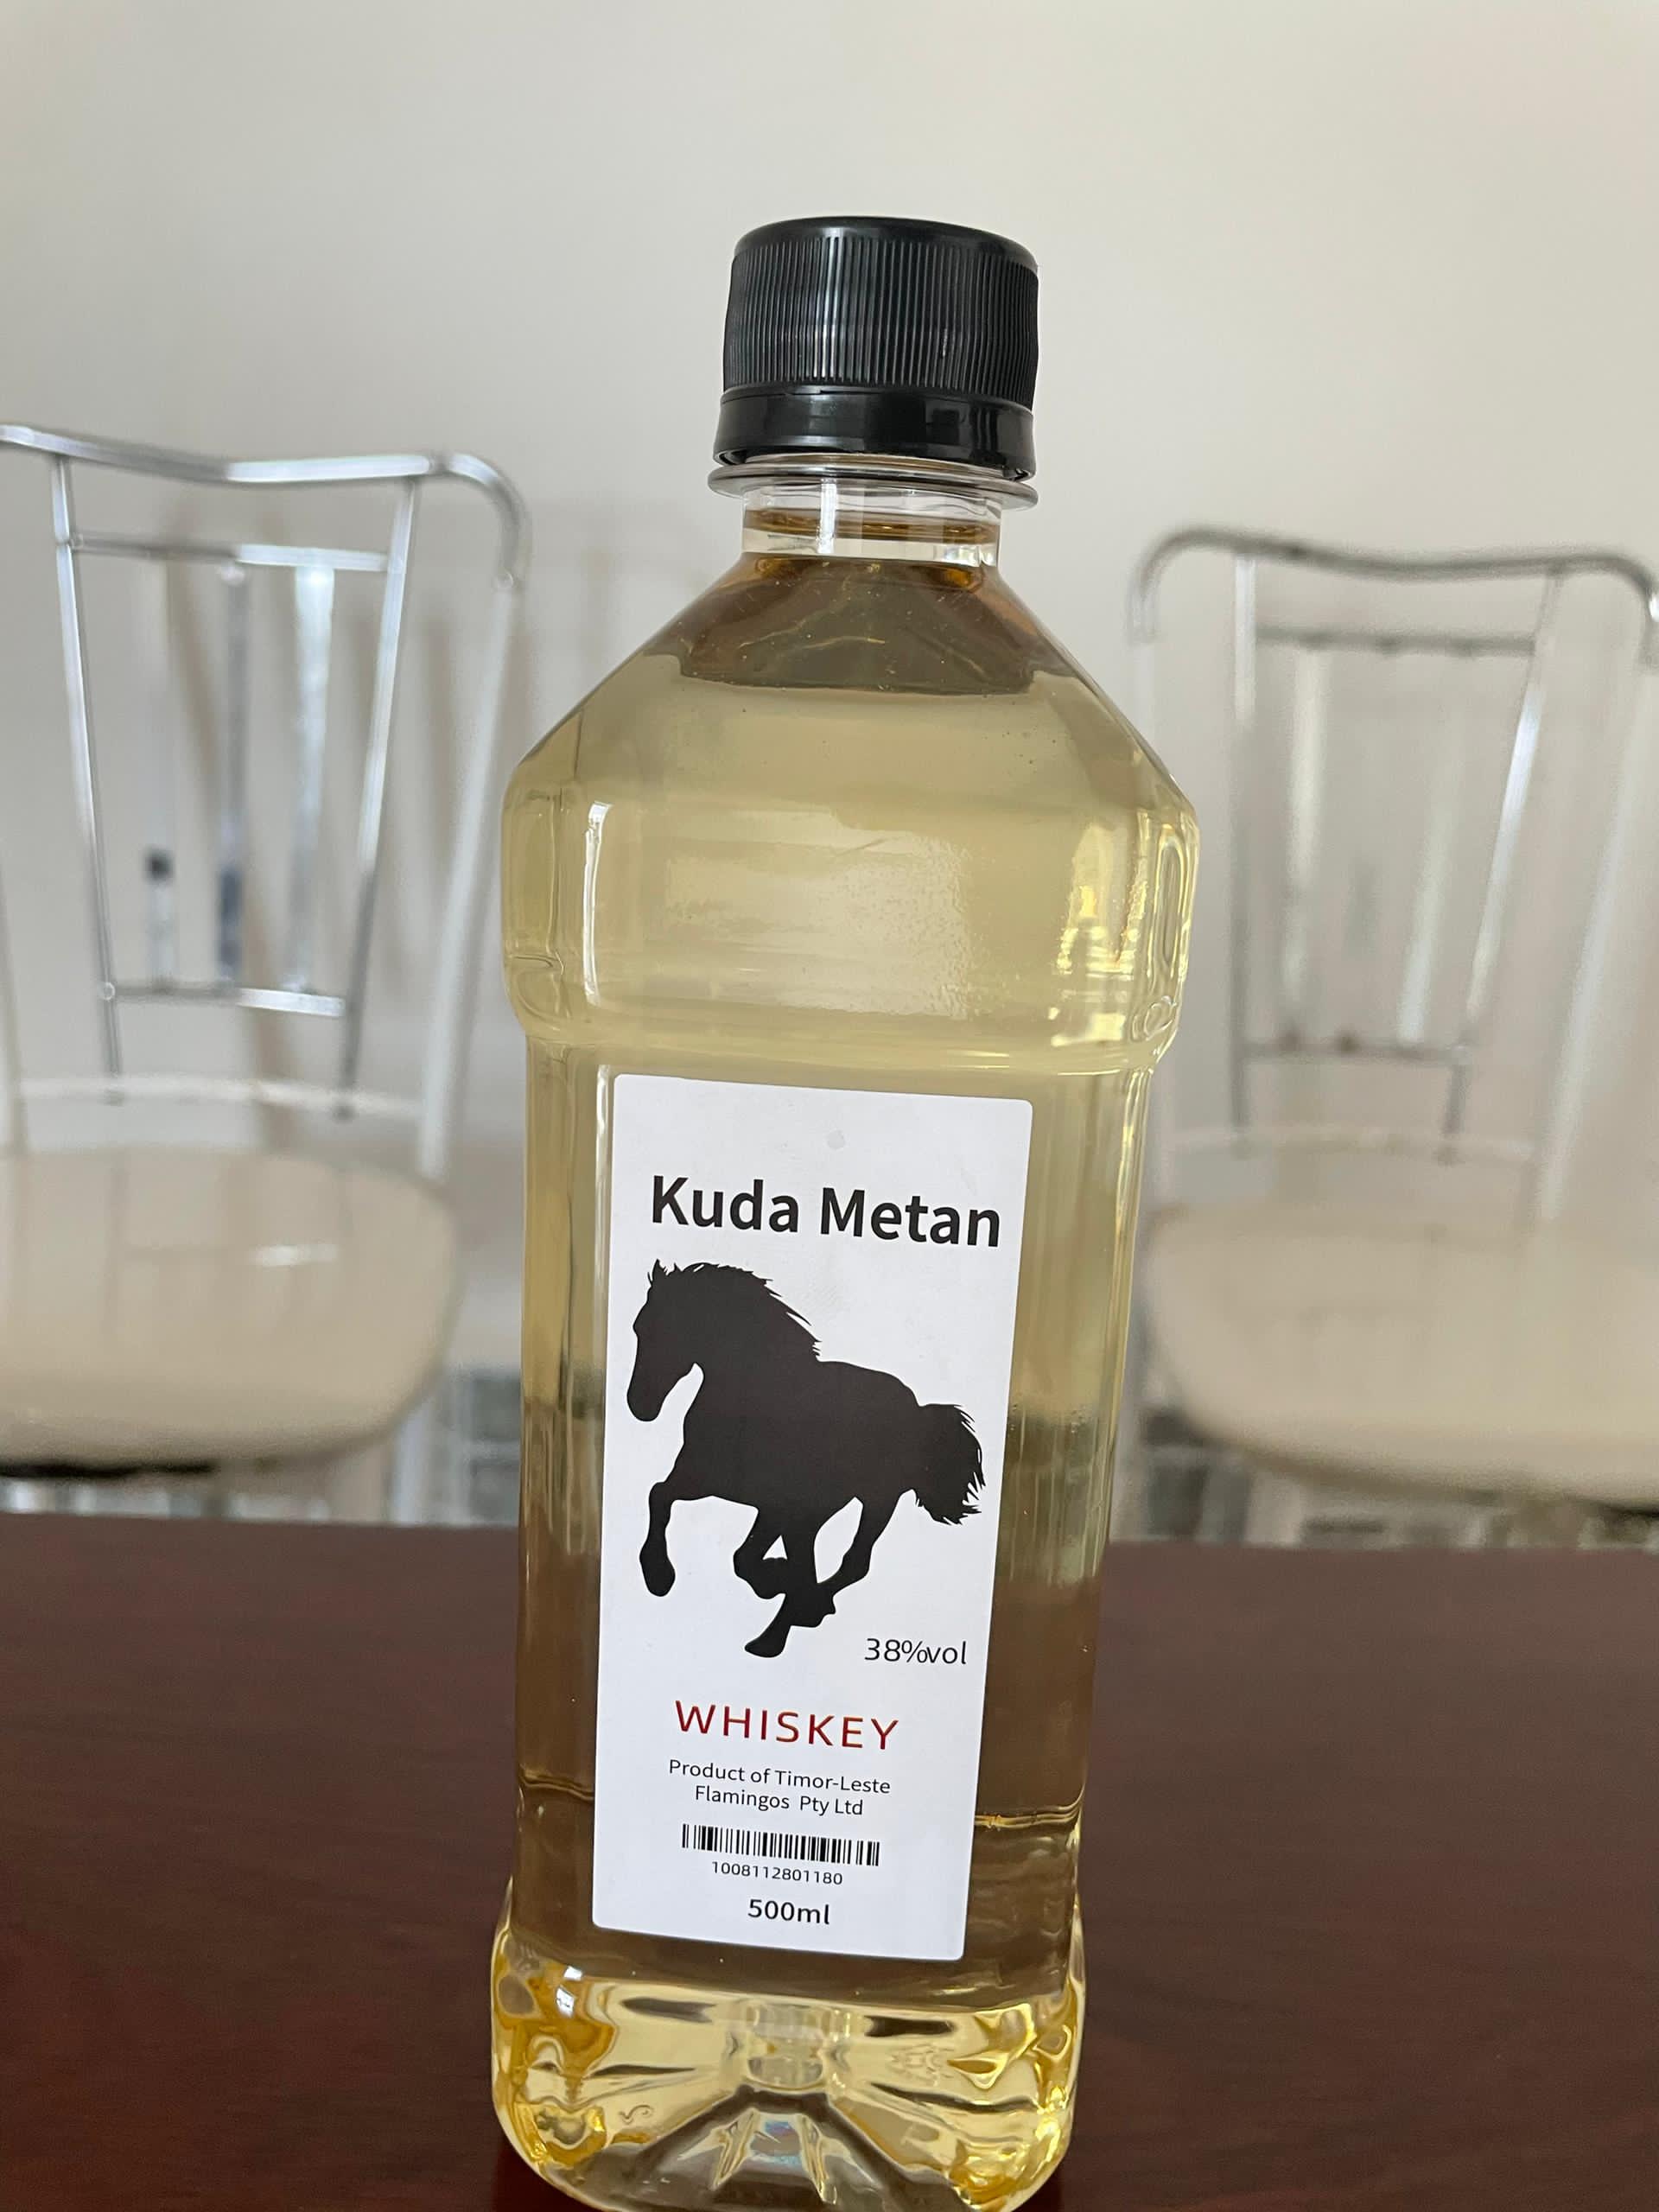 Kuda Metan
38%vol
WHISKEY
Product of Timor-Leste
Flamingos Pty Ltd
1008112801180
500ml